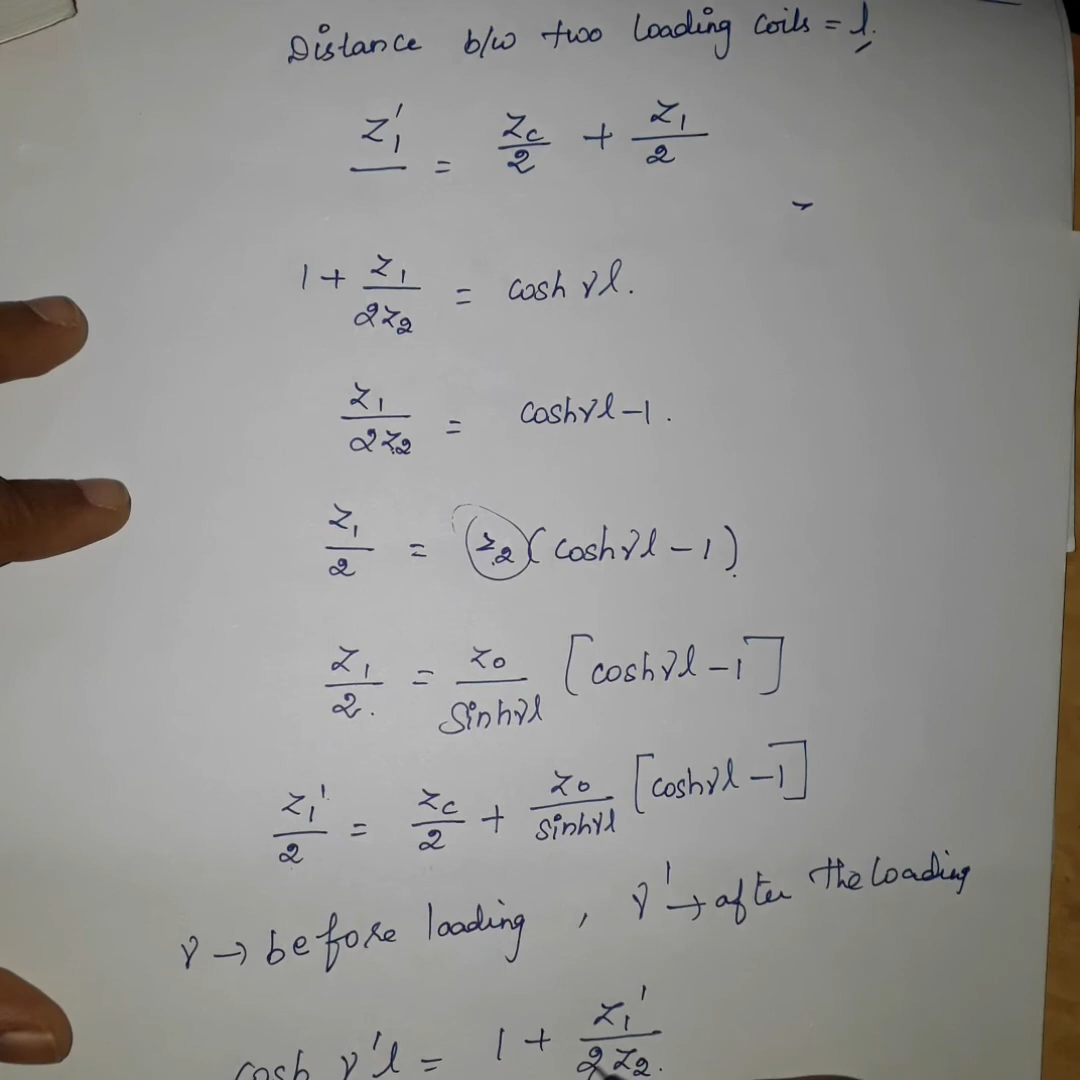 Distance b/w two loading coils = l.
Z₁'/ = Zc/2 + Z₁/2
1 + Z₁/2Z₂ = cosh γl.
Z₁/2Z₂ = coshγl - 1.
Z₁/2 = Z₂ (coshγl - 1).
Z₁/2. = Z₀/Sinhγl [coshγl - 1]
Z₁'/2 = Zc/2 + Z₀/sinhγl [coshγl - 1]
γ → before loading, γ' → after the loading
cosh γ'l = 1 + Z₁'/2Z₂.